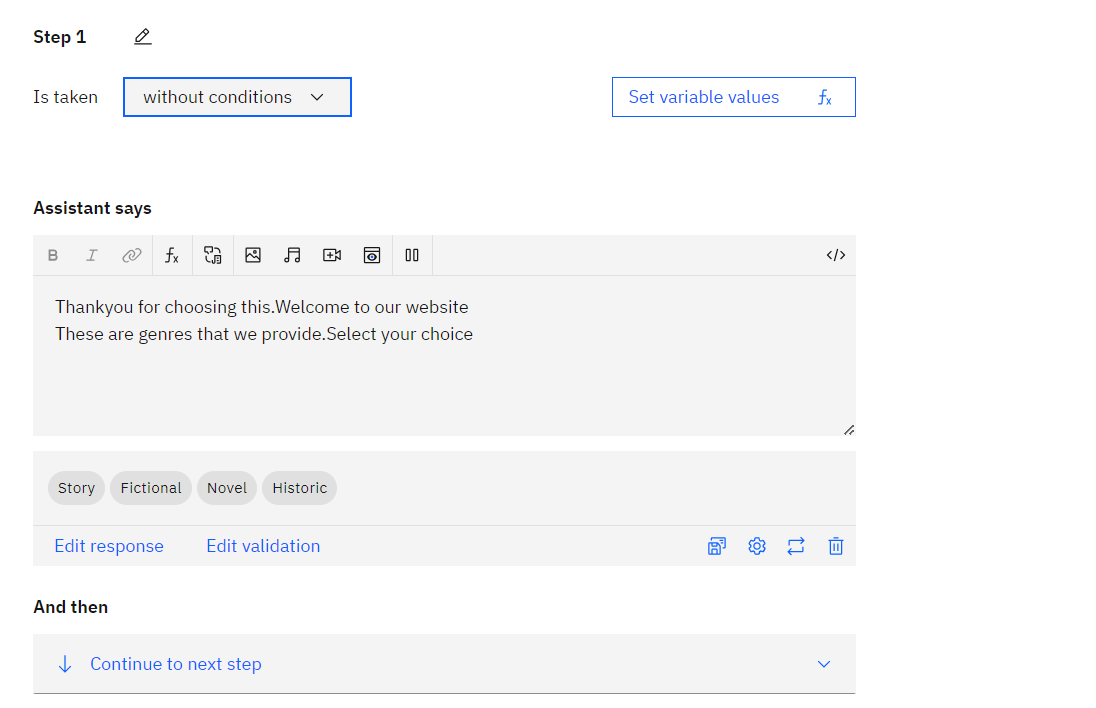 Step 1
Is taken without conditions Set variable values fx
Assistant says
B I fx </>
Thankyou for choosing this.Welcome to our website
These are genres that we provide.Select your choice
Story Fictional Novel Historic
Edit response Edit validation
And then
Continue to next step